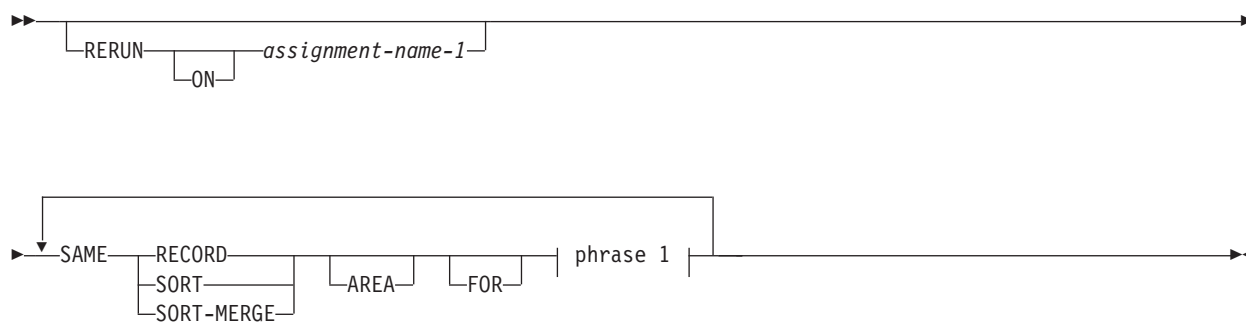 RERUN ON assignment-name-1
SAME RECORD AREA FOR phrase 1
SORT
SORT-MERGE